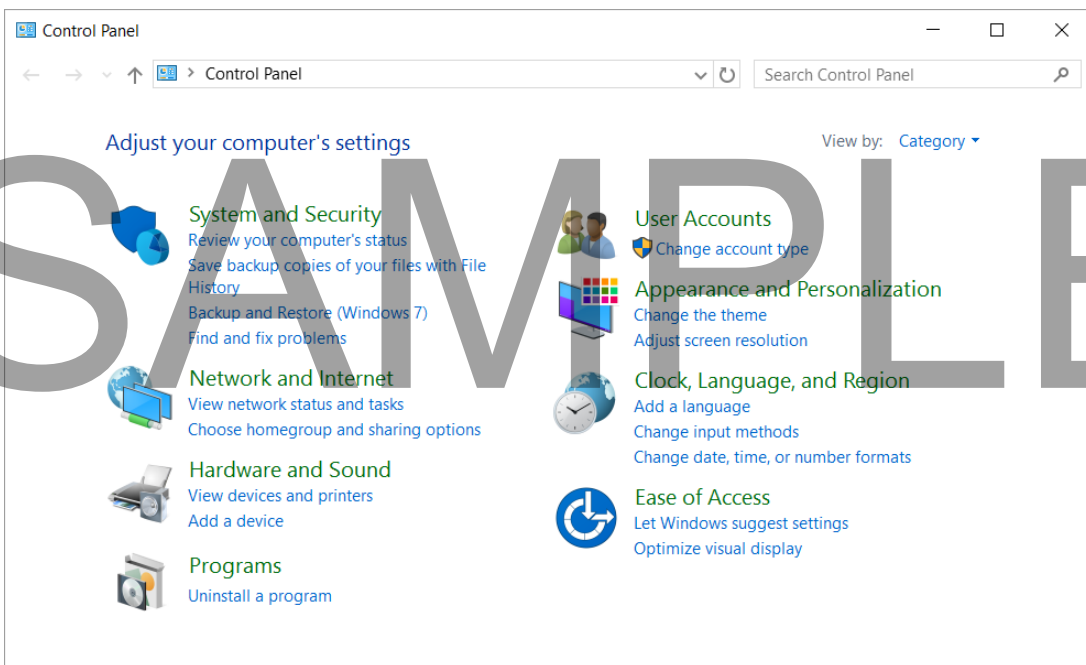 Control Panel
Control Panel
Search Control Panel
Adjust your computer's settings
View by: Category
SAMPLE
System and Security
Review your computer's status
Save backup copies of your files with File
History
Backup and Restore (Windows 7)
Find and fix problems
Network and Internet
View network status and tasks
Choose homegroup and sharing options
Hardware and Sound
View devices and printers
Add a device
Programs
Uninstall a program
User Accounts
Change account type
Appearance and Personalization
Change the theme
Adjust screen resolution
Clock, Language, and Region
Add a language
Change input methods
Change date, time, or number formats
Ease of Access
Let Windows suggest settings
Optimize visual display